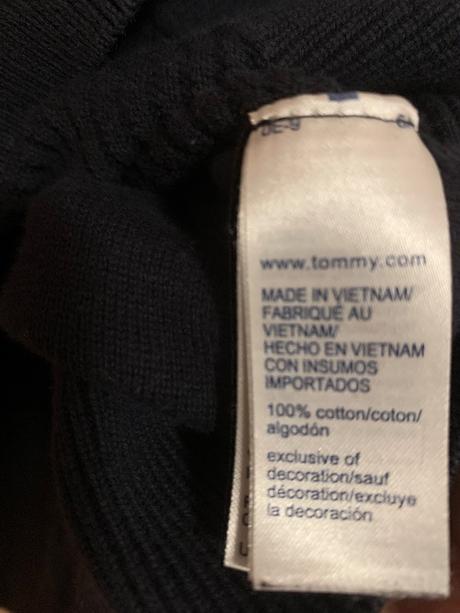 www.tommy.com
MADE IN VIETNAM/
FABRIQUÉ AU
VIETNAM/
HECHO EN VIETNAM
CON INSUMOS
IMPORTADOS
100% cotton/coton/
algodón
exclusive of
decoration/sauf
décoration/excluye
la decoración